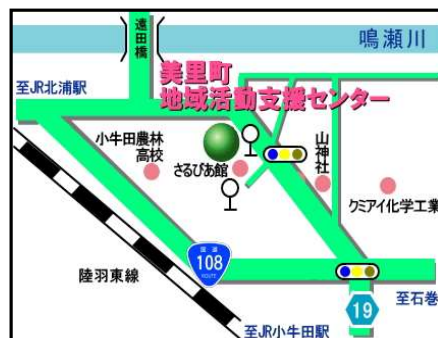 遠田橋
鳴瀬川
至JR北浦駅
美里町
地域活動支援センター
小牛田農林
高校
さるびあ館
山神社
クミアイ化学工業
国道
108
ROUTE
陸羽東線
19
至石巻
至JR小牛田駅